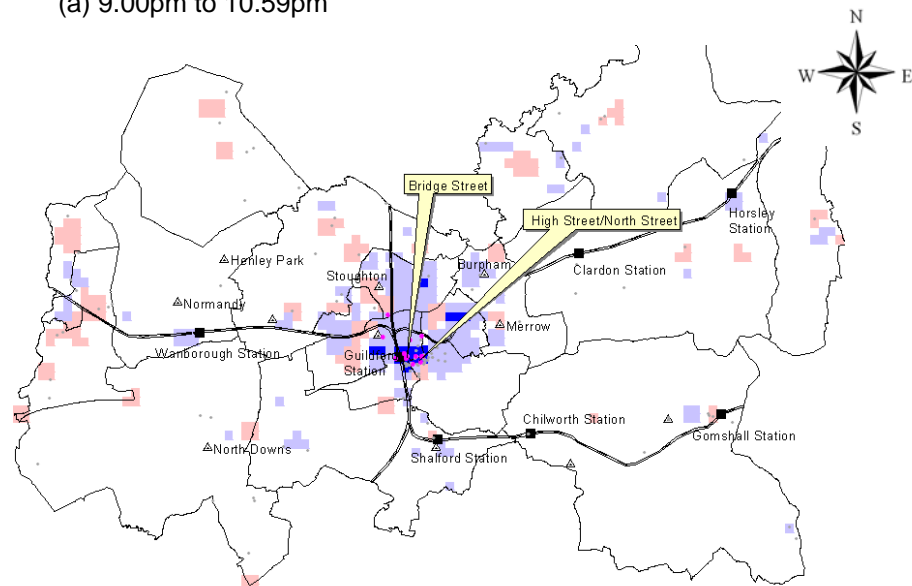 (a) 9.00pm to 10.59pm
N
W E
S
Bridge Street
High Street/North Street
Horsley
Station
Henley Park
Burpham
Clardon Station
Stoughton
Normandy
Merrow
Wanborough Station
Guildford
Station
Chilworth Station
Gomshall Station
North Downs
Shalford Station